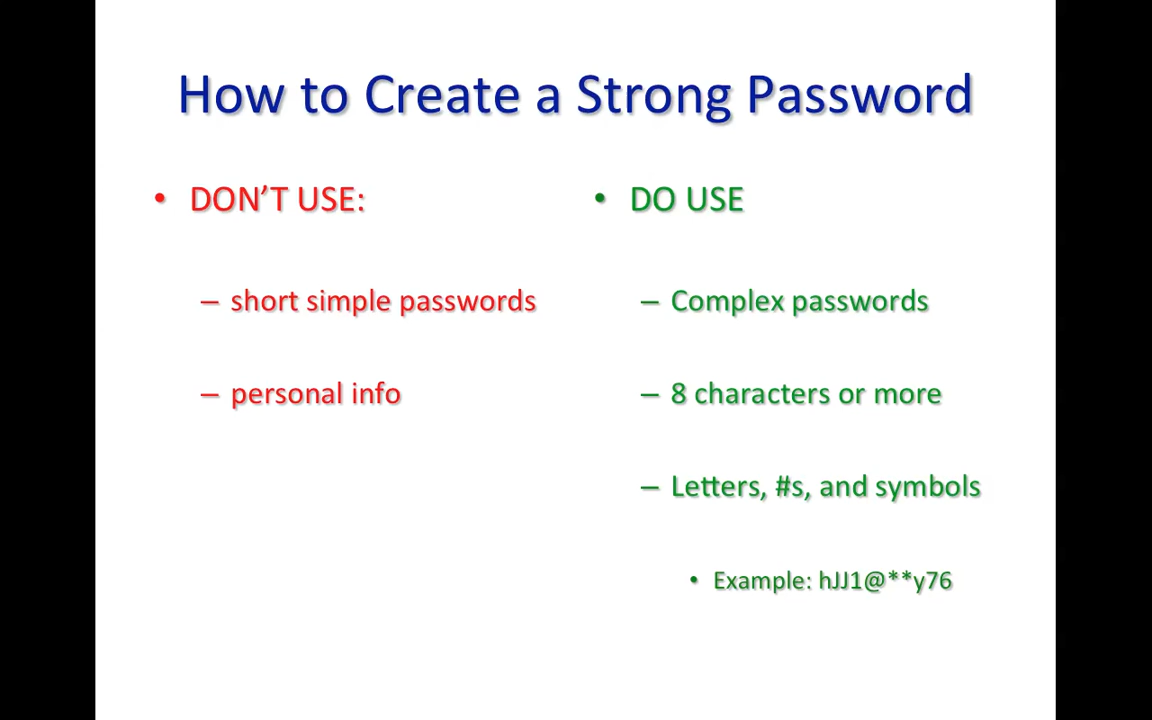 How to Create a Strong Password
• DON’T USE:
– short simple passwords
– personal info
• DO USE
– Complex passwords
– 8 characters or more
– Letters, #s, and symbols
• Example: hJJ1@**y76